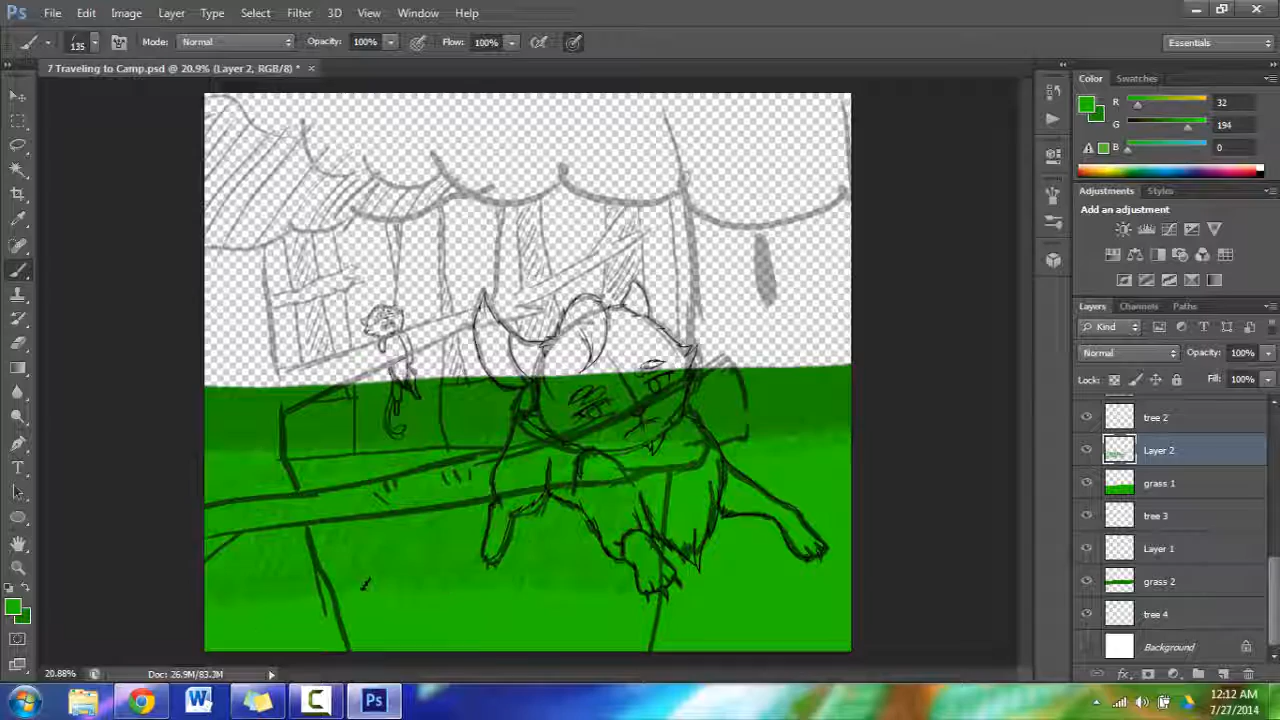 Ps File Edit Image Layer Type Select Filter 3D View Window Help
135 Mode: Normal Opacity: 100% Flow: 100% Essentials
7 Traveling to Camp.psd @ 20.9% (Layer 2, RGB/8) * ×
Color Swatches
R 32
G 194
B 0
Adjustments Styles
Add an adjustment
Layers Channels Paths
Kind
Normal Opacity: 100%
Lock: Fill: 100%
tree 2
Layer 2
grass 1
tree 3
Layer 1
grass 2
tree 4
Background
20.88% Doc: 26.9M/83.3M
12:12 AM
7/27/2014